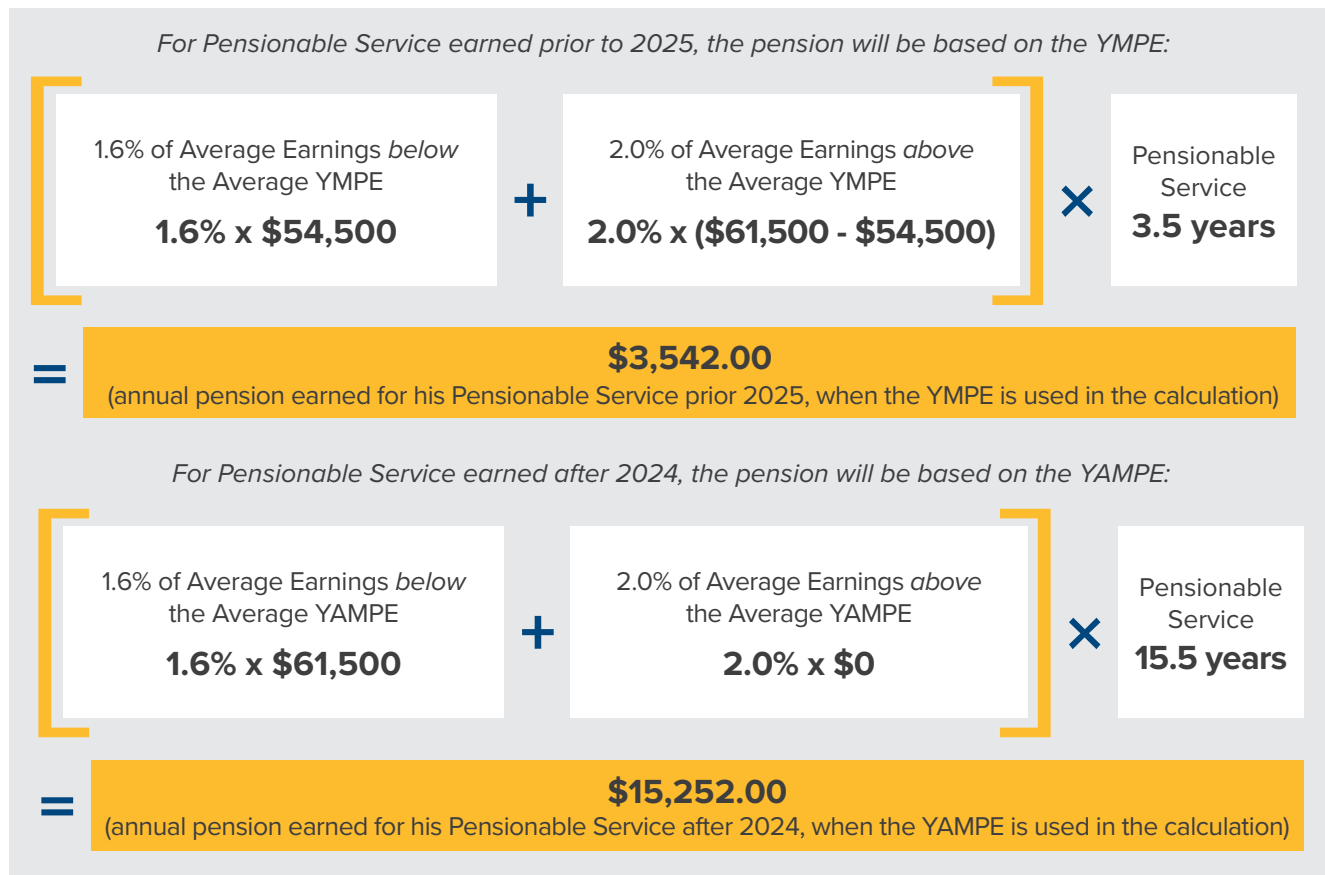 For Pensionable Service earned prior to 2025, the pension will be based on the YMPE:
1.6% of Average Earnings below
the Average YMPE
1.6% x $54,500
+
2.0% of Average Earnings above
the Average YMPE
2.0% x ($61,500 - $54,500)
×
Pensionable
Service
3.5 years
=
$3,542.00
(annual pension earned for his Pensionable Service prior 2025, when the YMPE is used in the calculation)
For Pensionable Service earned after 2024, the pension will be based on the YAMPE:
1.6% of Average Earnings below
the Average YAMPE
1.6% x $61,500
+
2.0% of Average Earnings above
the Average YAMPE
2.0% x $0
×
Pensionable
Service
15.5 years
=
$15,252.00
(annual pension earned for his Pensionable Service after 2024, when the YAMPE is used in the calculation)